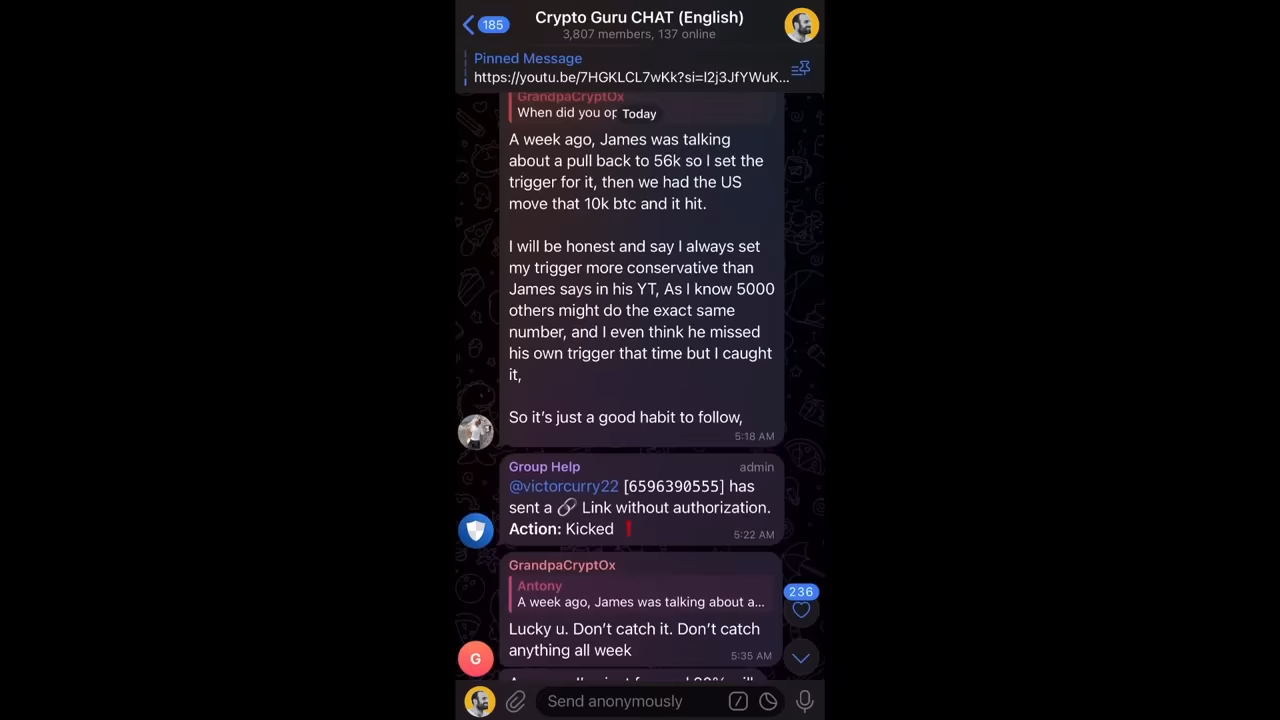 185
Crypto Guru CHAT (English)
3,807 members, 137 online
Pinned Message
https://youtu.be/7HGKLCL7wKk?si=I2j3JfYWuK...
GrandpaCryptOx
When did you op
Today
A week ago, James was talking
about a pull back to 56k so I set the
trigger for it, then we had the US
move that 10k btc and it hit.
I will be honest and say I always set
my trigger more conservative than
James says in his YT, As I know 5000
others might do the exact same
number, and I even think he missed
his own trigger that time but I caught
it,
So it's just a good habit to follow,
5:18 AM
Group Help
admin
@victorcurry22 [6596390555] has
sent a Link without authorization.
Action: Kicked
5:22 AM
GrandpaCryptOx
Antony
A week ago, James was talking about a...
236
Lucky u. Don't catch it. Don't catch
anything all week
5:35 AM
G
Send anonymously